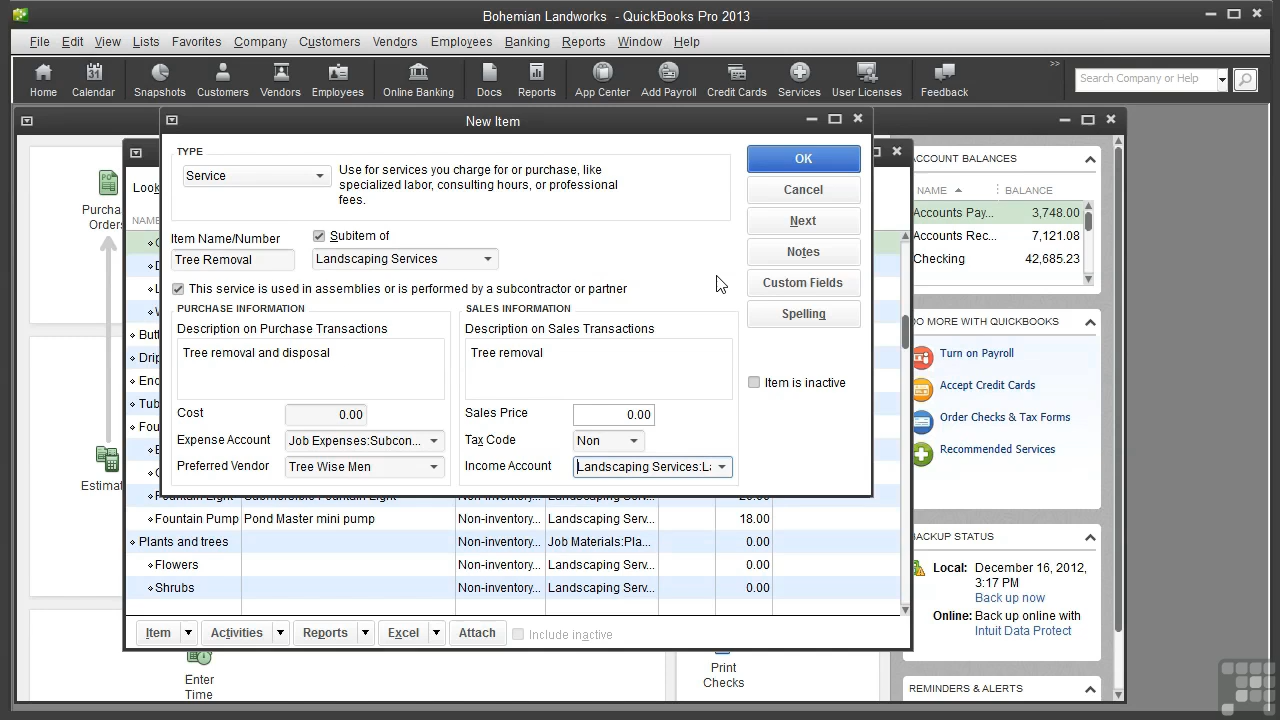 Bohemian Landworks - QuickBooks Pro 2013
File Edit View Lists Favorites Company Customers Vendors Employees Banking Reports Window Help
Home Calendar Snapshots Customers Vendors Employees Online Banking Docs Reports App Center Add Payroll Credit Cards Services User Licenses Feedback
Search Company or Help
New Item
TYPE
Service
Use for services you charge for or purchase, like
specialized labor, consulting hours, or professional
fees.
OK
Cancel
Next
Notes
Custom Fields
Spelling
Item is inactive
Item Name/Number
Subitem of
Tree Removal
Landscaping Services
This service is used in assemblies or is performed by a subcontractor or partner
PURCHASE INFORMATION
Description on Purchase Transactions
Tree removal and disposal
Cost 0.00
Expense Account Job Expenses:Subcon...
Preferred Vendor Tree Wise Men
SALES INFORMATION
Description on Sales Transactions
Tree removal
Sales Price 0.00
Tax Code Non
Income Account Landscaping Services:La
Purcha
Orders
Estimat
Look
NAME
Butt
Drip
Enc
Tub
Fou
Fountain Pump Pond Master mini pump Non-inventory... Landscaping Serv... 18.00
Plants and trees Non-inventory... Job Materials:Pla... 0.00
Flowers Non-inventory... Landscaping Serv... 0.00
Shrubs Non-inventory... Landscaping Serv... 0.00
Item Activities Reports Excel Attach Include inactive
Enter
Time
Print
Checks
ACCOUNT BALANCES
NAME BALANCE
Accounts Pay... 3,748.00
Accounts Rec... 7,121.08
Checking 42,685.23
DO MORE WITH QUICKBOOKS
Turn on Payroll
Accept Credit Cards
Order Checks & Tax Forms
Recommended Services
BACKUP STATUS
Local: December 16, 2012,
3:17 PM
Back up now
Online: Back up online with
Intuit Data Protect
REMINDERS & ALERTS